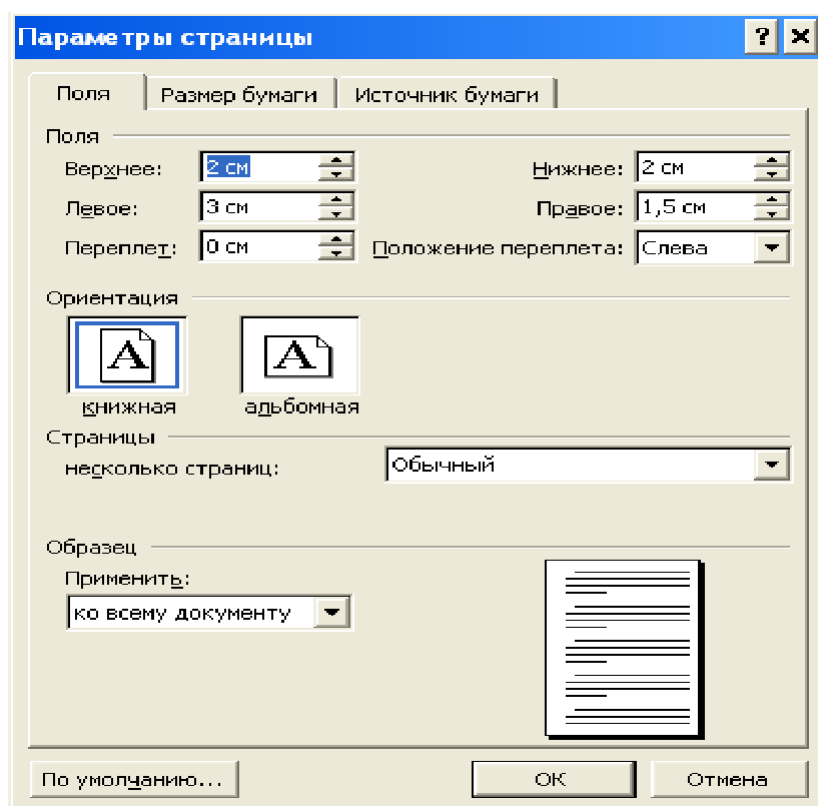 Параметры страницы
Поля Размер бумаги Источник бумаги
Поля
Верхнее: 2 см Нижнее: 2 см
Левое: 3 см Правое: 1,5 см
Переплет: 0 см Положение переплета: Слева
Ориентация
A A
книжная альбомная
Страницы
несколько страниц: Обычный
Образец
Применить:
ко всему документу
По умолчанию... ОК Отмена